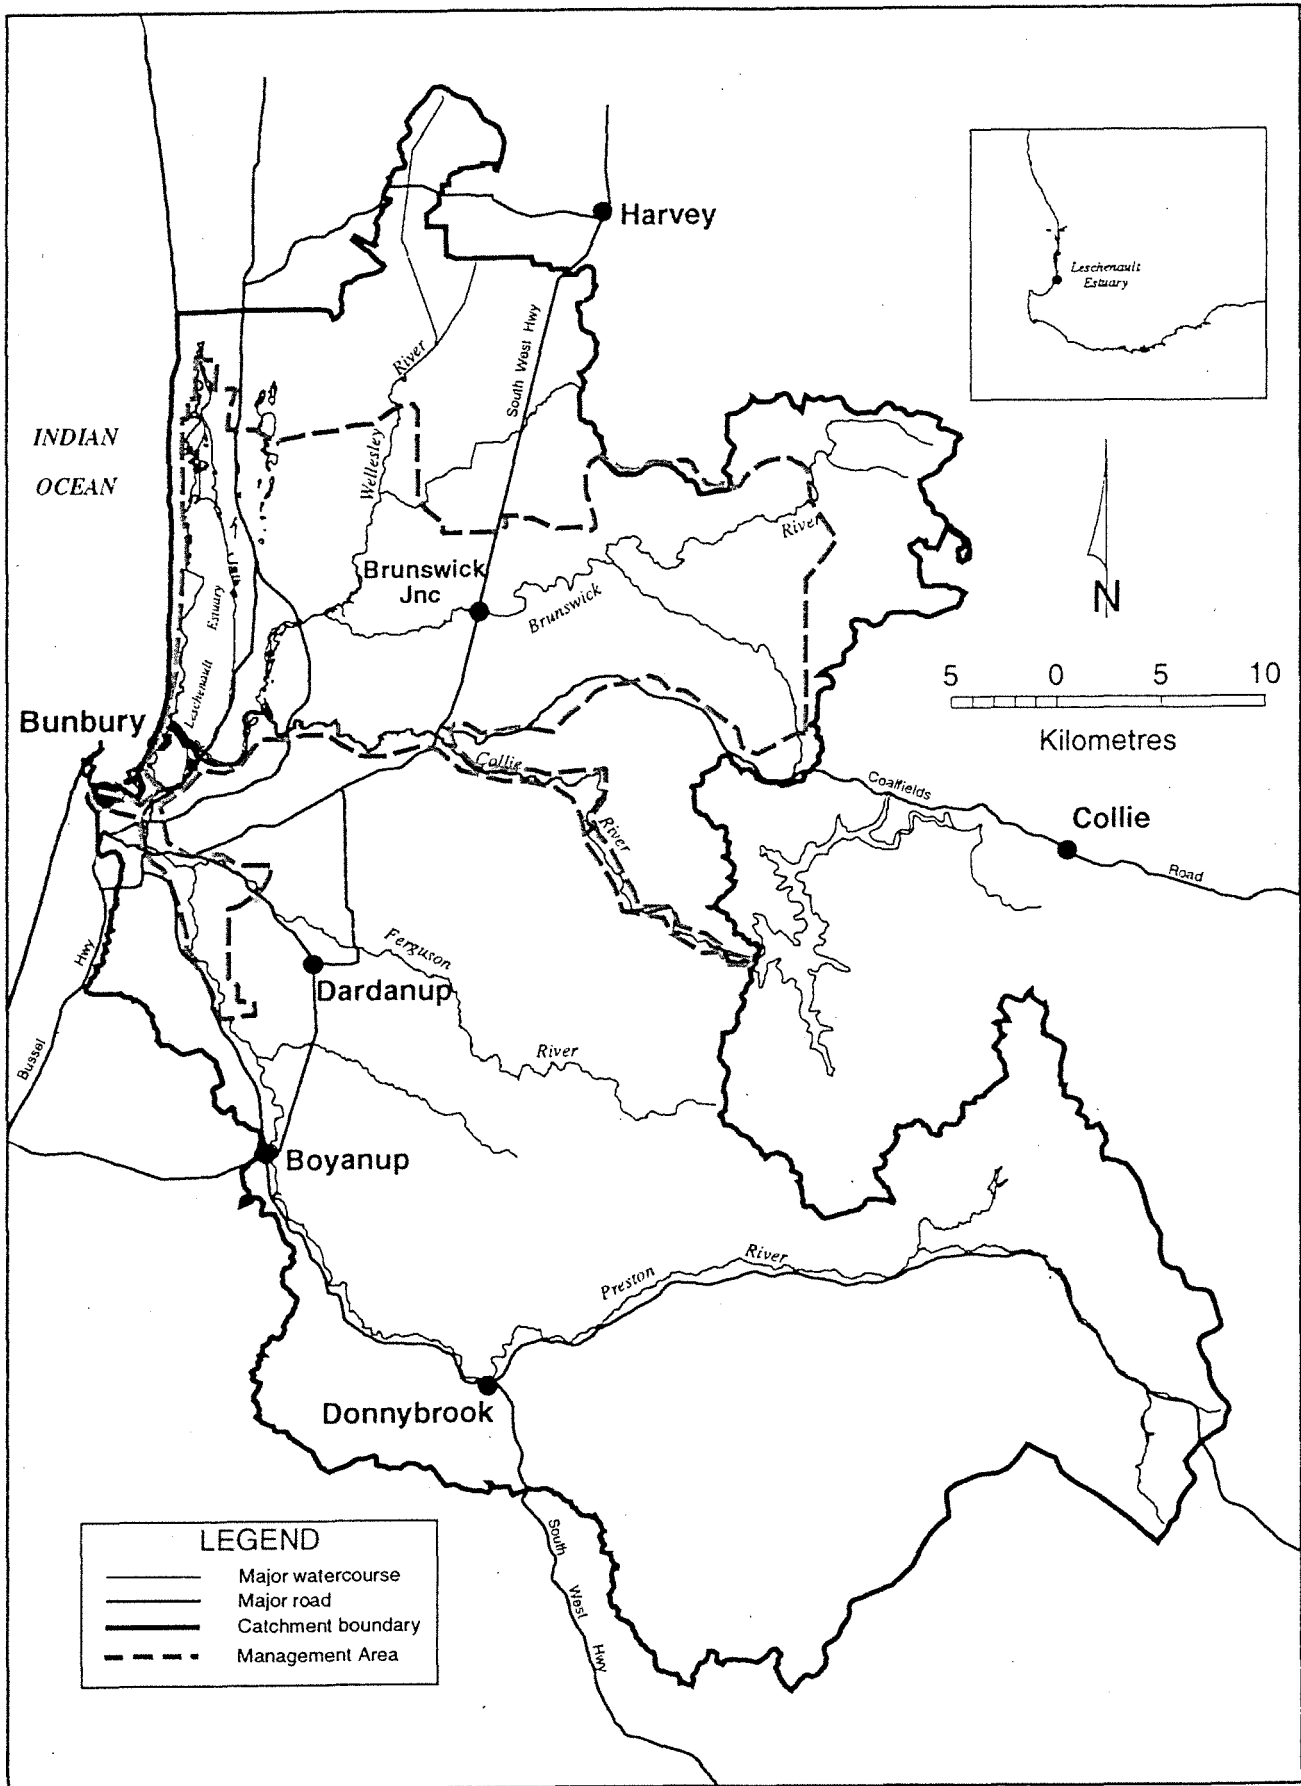 Harvey
Leschenault
Estuary
River
South West Hwy
INDIAN
OCEAN
Wellesley
River
Brunswick
Jnc
Brunswick
Estuary
Leschenault
N
5 0 5 10
Kilometres
Bunbury
Collie
River
Coalfields
Collie
Road
Hwy
Bussel
Ferguson
Dardanup
River
Boyanup
River
Preston
Donnybrook
South
West
Hwy
LEGEND
Major watercourse
Major road
Catchment boundary
Management Area